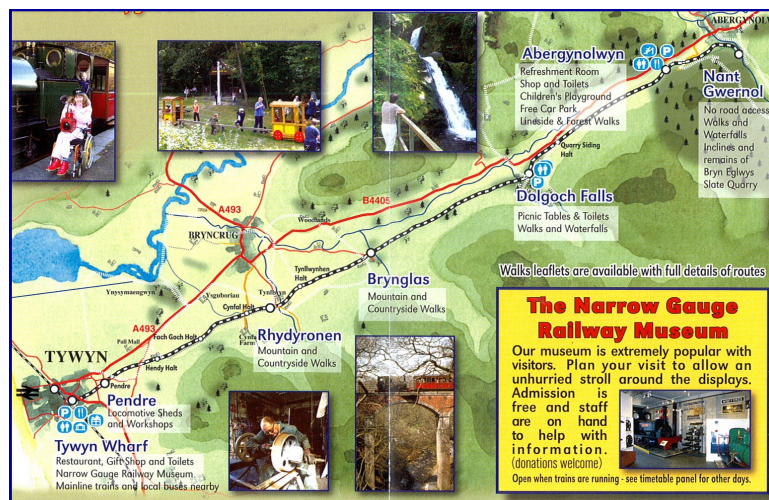 ABERGYNOLW
Abergynolwyn
Refreshment Room
Shop and Toilets
Children's Playground
Free Car Park
Lineside & Forest Walks
P
Nant
Gwernol
No road access
Walks and
Waterfalls
Inclines and
remains of
Bryn Eglwys
Slate Quarry
Quarry Siding
Halt
P
Dolgoch Falls
Picnic Tables & Toilets
Walks and Waterfalls
B4405
A493
Woodlands
BRYNCRUG
Tynllwynhen
Halt
Brynglas
Mountain and
Countryside Walks
Walks leaflets are available with full details of routes
Ynysymaengwyn
Ysguboriau
Cynfal Halt
Rhydyronen
Mountain and
Countryside Walks
A493
Pall Mall
Fach Goch Halt
Hendy Halt
TYWYN
Pendre
Pendre
Locomotive Sheds
and Workshops
P
Tywyn Wharf
Restaurant, Gift Shop and Toilets
Narrow Gauge Railway Museum
Mainline trains and local buses nearby
The Narrow Gauge
Railway Museum
Our museum is extremely popular with
visitors. Plan your visit to allow an
unhurried stroll around the displays.
Admission is
free and staff
are on hand
to help with
information.
(donations welcome)
Open when trains are running - see timetable panel for other days.